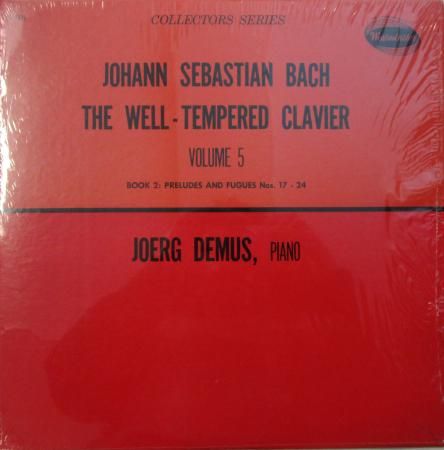 COLLECTORS SERIES
Westminster
JOHANN SEBASTIAN BACH
THE WELL-TEMPERED CLAVIER
VOLUME 5
BOOK 2: PRELUDES AND FUGUES Nos. 17 - 24
JOERG DEMUS, PIANO